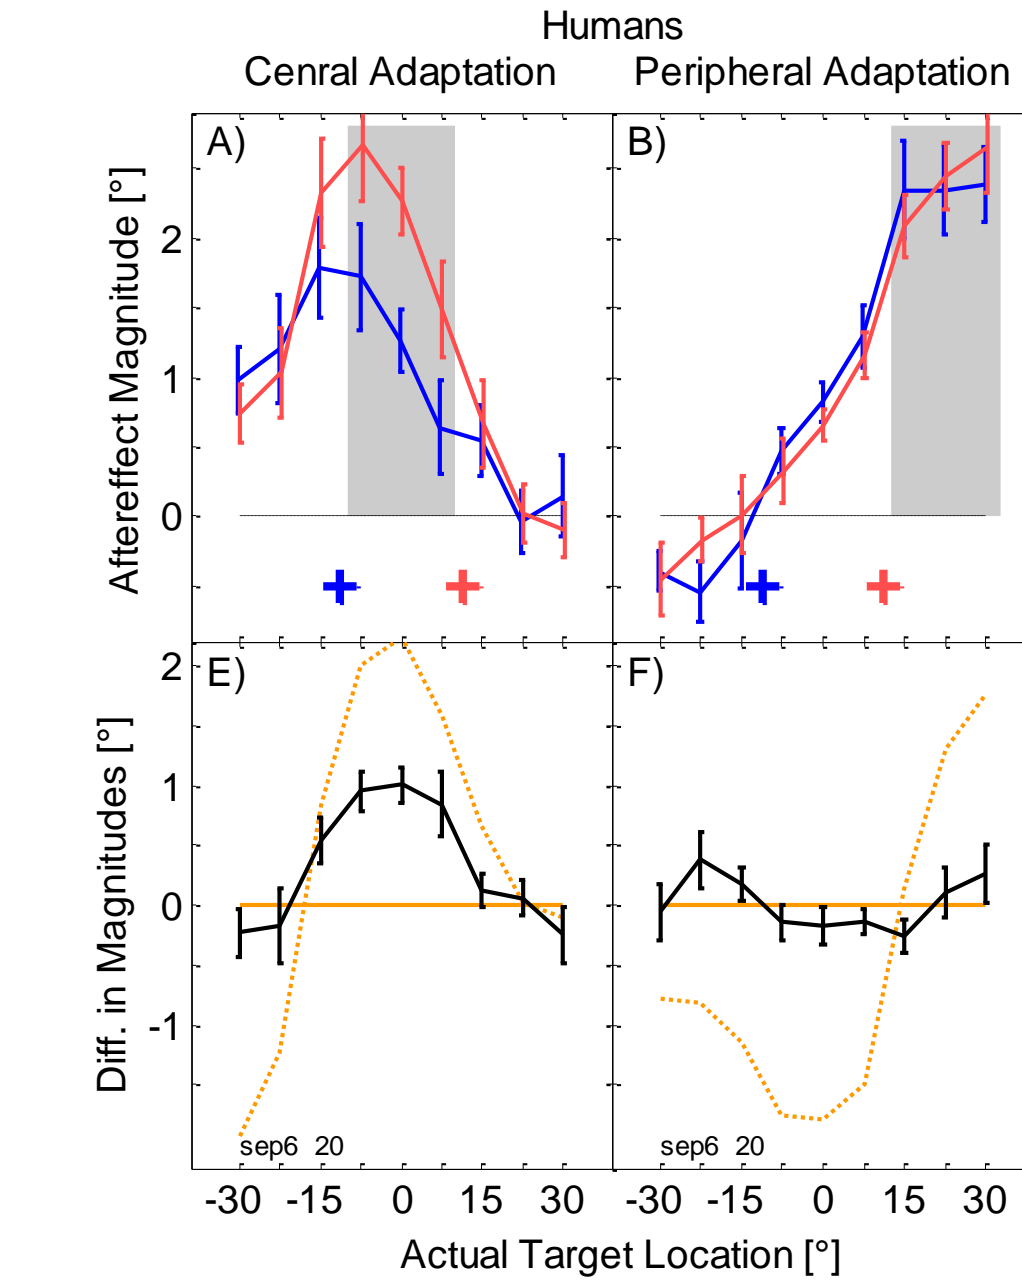 Humans
Cenral Adaptation
Peripheral Adaptation
A)
B)
Aftereffect Magnitude [°]
2
1
0
E)
F)
Diff. in Magnitudes [°]
2
1
0
-1
sep6 20
sep6 20
-30 -15 0 15 30
-30 -15 0 15 30
Actual Target Location [°]